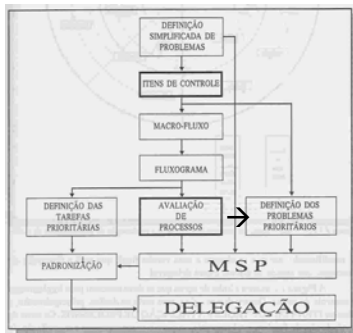 DEFINIÇÃO
SIMPLIFICADA DE
PROBLEMAS
ITENS DE CONTROLE
MACRO-FLUXO
FLUXOGRAMA
DEFINIÇÃO DAS
TAREFAS
PRIORITÁRIAS
AVALIAÇÃO
DE
PROCESSOS
DEFINIÇÃO DOS
PROBLEMAS
PRIORITÁRIOS
PADRONIZAÇÃO
MSP
DELEGAÇÃO